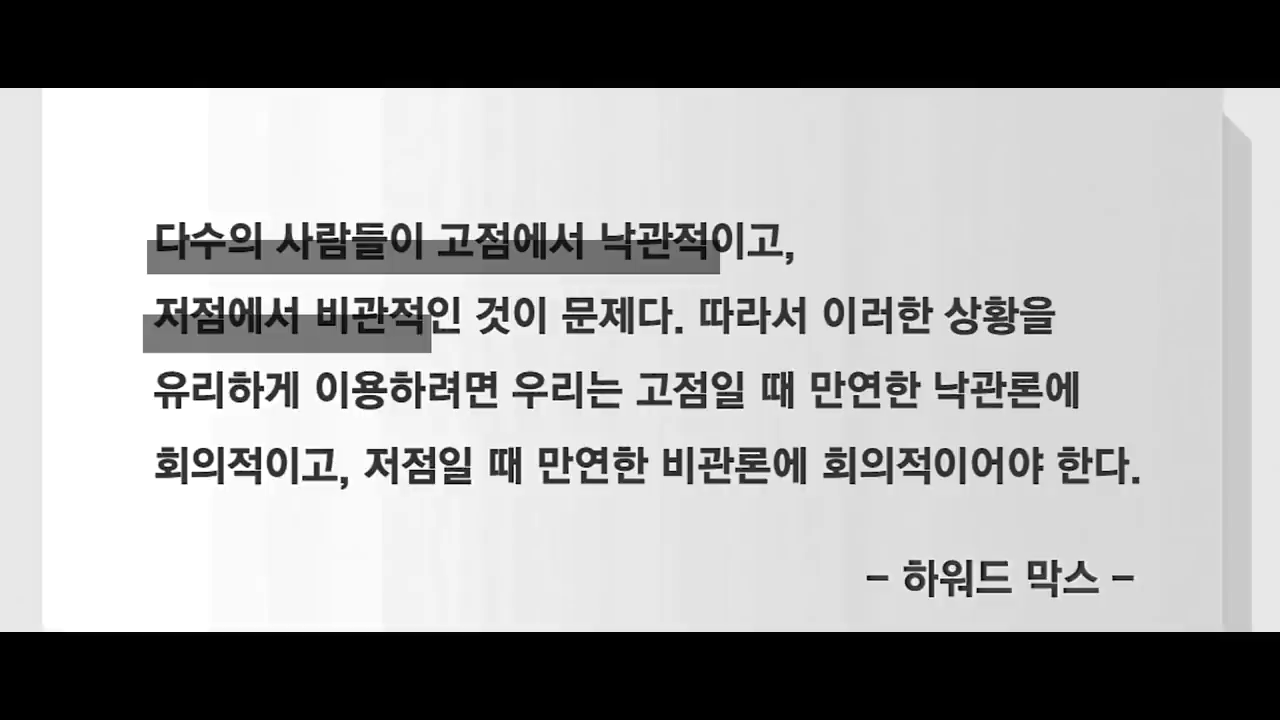 다수의 사람들이 고점에서 낙관적이고,
저점에서 비관적인 것이 문제다. 따라서 이러한 상황을
유리하게 이용하려면 우리는 고점일 때 만연한 낙관론에
회의적이고, 저점일 때 만연한 비관론에 회의적이어야 한다.
– 하워드 막스 –